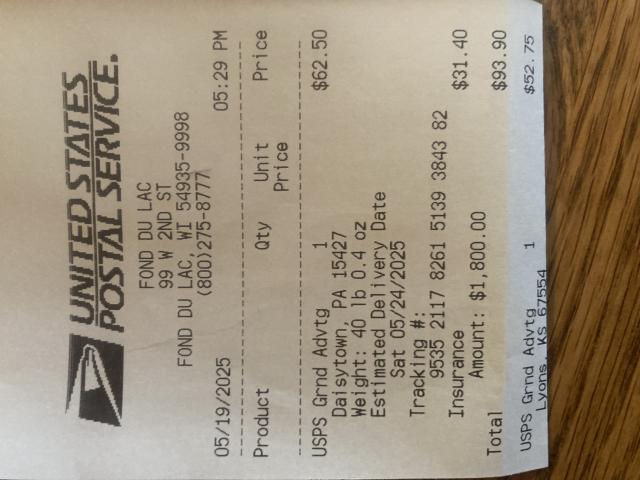 UNITED STATES
POSTAL SERVICE.
FOND DU LAC
99 W 2ND ST
FOND DU LAC, WI 54935-9998
(800)275-8777
05/19/2025 05:29 PM
Product Qty Unit Price
Price
USPS Grnd Advtg 1 $62.50
Daisytown, PA 15427
Weight: 40 lb 0.4 oz
Estimated Delivery Date
Sat 05/24/2025
Tracking #:
9535 2117 8261 5139 3843 82
Insurance $31.40
Amount: $1,800.00
Total $93.90
USPS Grnd Advtg 1 $52.75
Lyons, KS 67554